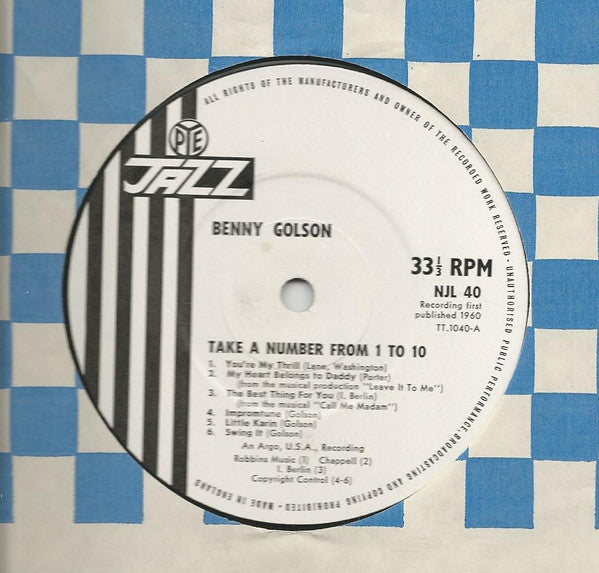 ALL RIGHTS OF THE MANUFACTURERS AND OWNER OF THE RECORDED WORK RESERVED · UNAUTHORISED PUBLIC PERFORMANCE, BROADCASTING AND COPYING PROHIBITED · MADE IN ENGLAND
PYE
JAZZ
BENNY GOLSON
33⅓ RPM
NJL 40
Recording first
published 1960
TT.1040-A
TAKE A NUMBER FROM 1 TO 10
1. You're My Thrill (Lane, Washington)
2. My Heart Belongs to Daddy (Porter)
(from the musical production "Leave It To Me")
3. The Best Thing For You (I. Berlin)
(from the musical "Call Me Madam")
4. Impromtune (Golson)
5. Little Karin (Golson)
6. Swing It (Golson)
An Argo, U.S.A., Recording
Robbins Music (1) Chappell (2)
I. Berlin (3)
Copyright Control (4-6)